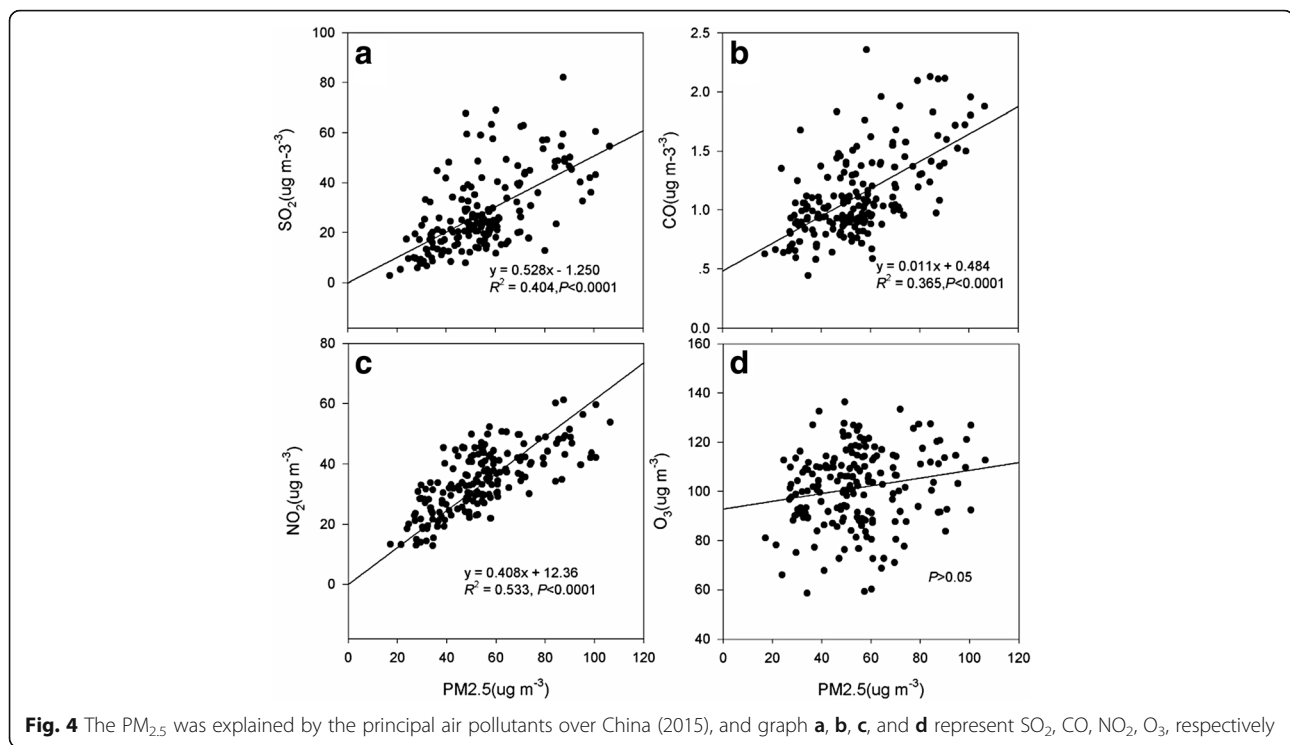 a
100
80
60
40
20
0
SO₂(ug m-3⁻³)
y = 0.528x - 1.250
R² = 0.404,P<0.0001
b
2.5
2.0
1.5
1.0
.5
0.0
CO(ug m-3⁻³)
y = 0.011x + 0.484
R² = 0.365,P<0.0001
c
80
60
40
20
0
NO₂(ug m⁻³)
y = 0.408x + 12.36
R² = 0.533, P<0.0001
0 20 40 60 80 100 120
PM2.5(ug m⁻³)
d
160
140
120
100
80
60
40
O₃(ug m⁻³)
P>0.05
0 20 40 60 80 100 120
PM2.5(ug m⁻³)
Fig. 4 The PM₂.₅ was explained by the principal air pollutants over China (2015), and graph a, b, c, and d represent SO₂, CO, NO₂, O₃, respectively